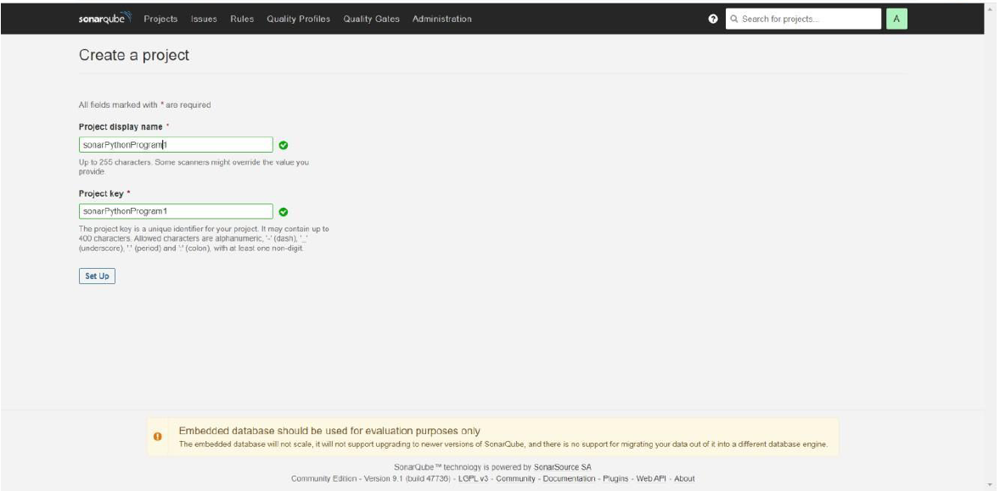 sonarqube Projects Issues Rules Quality Profiles Quality Gates Administration ? Search for projects... A
Create a project
All fields marked with * are required
Project display name *
sonarPythonProgram1
Up to 255 characters. Some scanners might override the value you
provide.
Project key *
sonarPythonProgram1
The project key is a unique identifier for your project. It may contain up to
400 characters. Allowed characters are alphanumeric, '-' (dash), '_'
(underscore), '.' (period) and ':' (colon), with at least one non-digit.
Set Up
Embedded database should be used for evaluation purposes only
The embedded database will not scale, it will not support upgrading to newer versions of SonarQube, and there is no support for migrating your data out of it into a different database engine.
SonarQube™ technology is powered by SonarSource SA
Community Edition - Version 9.1 (build 47736) - LGPL v3 - Community - Documentation - Plugins - Web API - About